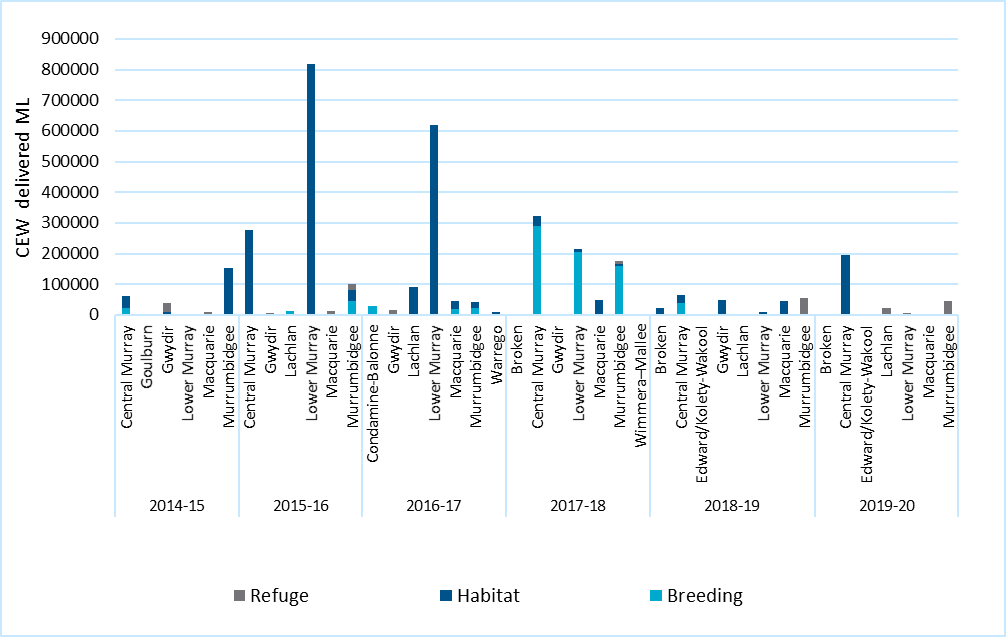 900000
800000
700000
600000
500000
400000
300000
200000
100000
0
CEW delivered ML
Central Murray
Goulburn
Gwydir
Lower Murray
Macquarie
Murrumbidgee
Central Murray
Gwydir
Lachlan
Lower Murray
Macquarie
Murrumbidgee
Condamine-Balonne
Gwydir
Lachlan
Lower Murray
Macquarie
Murrumbidgee
Warrego
Broken
Central Murray
Gwydir
Lower Murray
Macquarie
Murrumbidgee
Wimmera–Mallee
Broken
Central Murray
Edward/Kolety-Wakool
Gwydir
Lachlan
Lower Murray
Macquarie
Murrumbidgee
Broken
Central Murray
Edward/Kolety-Wakool
Lachlan
Lower Murray
Macquarie
Murrumbidgee
2014-15 2015-16 2016-17 2017-18 2018-19 2019-20
Refuge Habitat Breeding